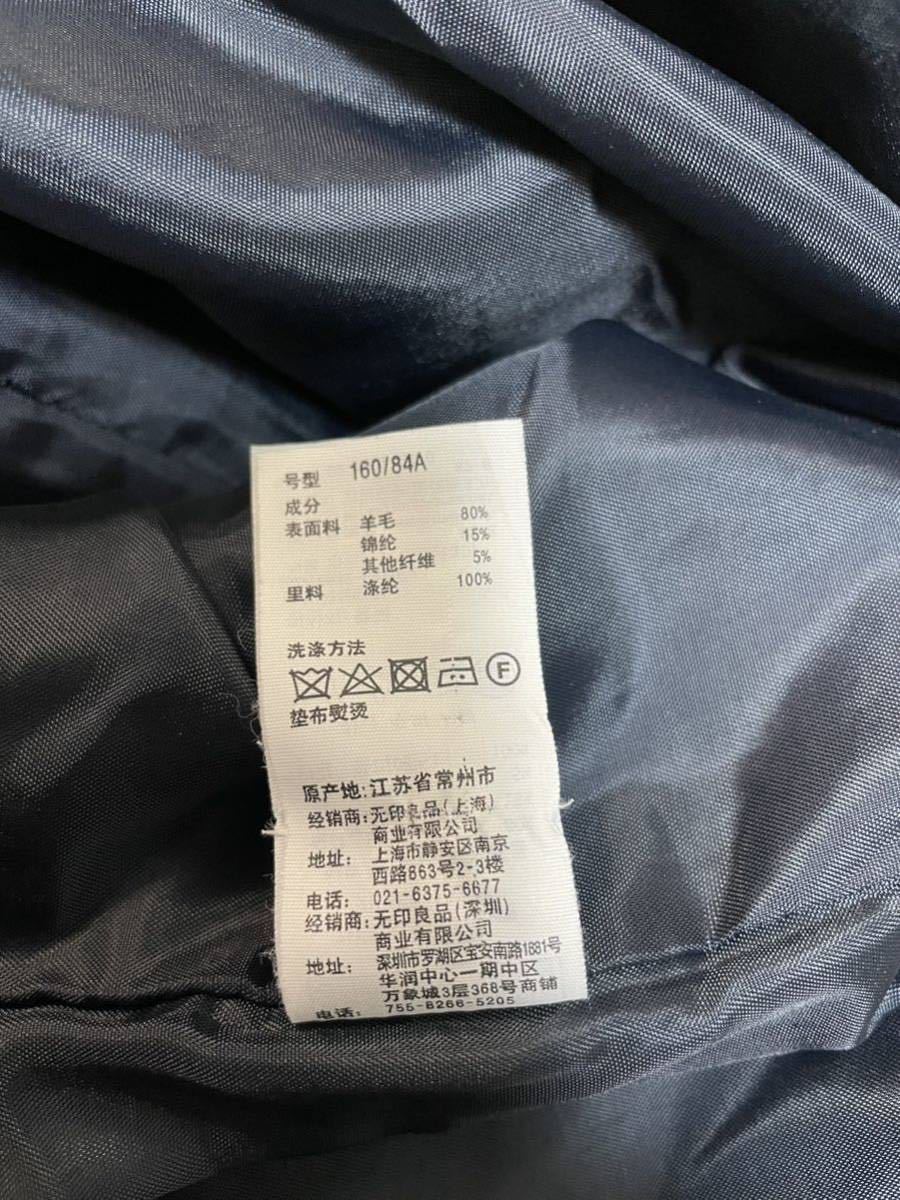 号型 160/84A
成分
表面料 羊毛 80%
锦纶 15%
其他纤维 5%
里料 涤纶 100%
洗涤方法
F
垫布熨烫
原产地:江苏省常州市
经销商:无印良品(上海)
商业有限公司
地址: 上海市静安区南京
西路863号2-3楼
电话: 021-6375-6677
经销商:无印良品(深圳)
商业有限公司
地址: 深圳市罗湖区宝安南路1881号
华润中心一期中区
万象城3层368号商铺
电话: 755-8266-5205